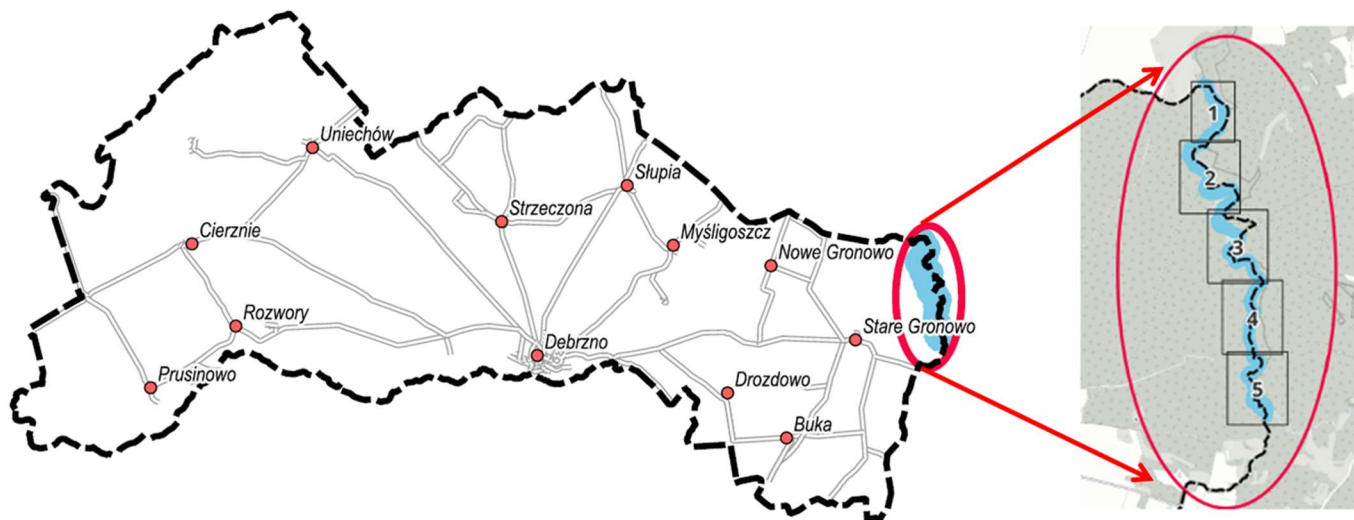 Uniechów
Słupia
Strzeczona
Cierznie
Myśligoszcz
Nowe Gronowo
Rozwory
Stare Gronowo
Debrzno
Prusinowo
Drozdowo
Buka
1
2
3
4
5